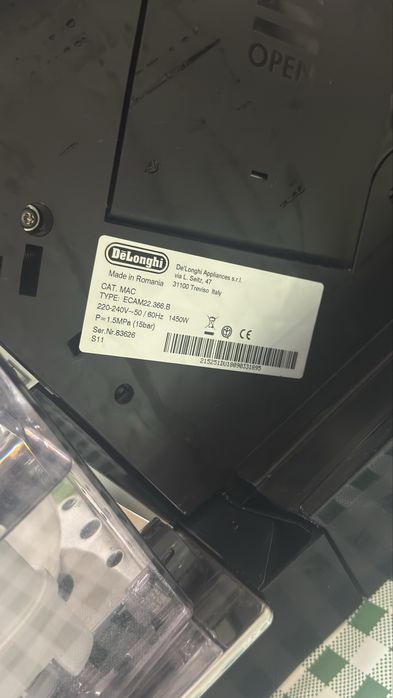 OPEN
DeLonghi
Made in Romania
De'Longhi Appliances s.r.l.
via L. Seitz, 47
31100 Treviso Italy
CAT. MAC
TYPE: ECAM22.366.B
220-240V~50 / 60Hz 1450W
P=1.5MPa (15bar)
Ser.Nr.83626
S11
CE
215251DU18098331095